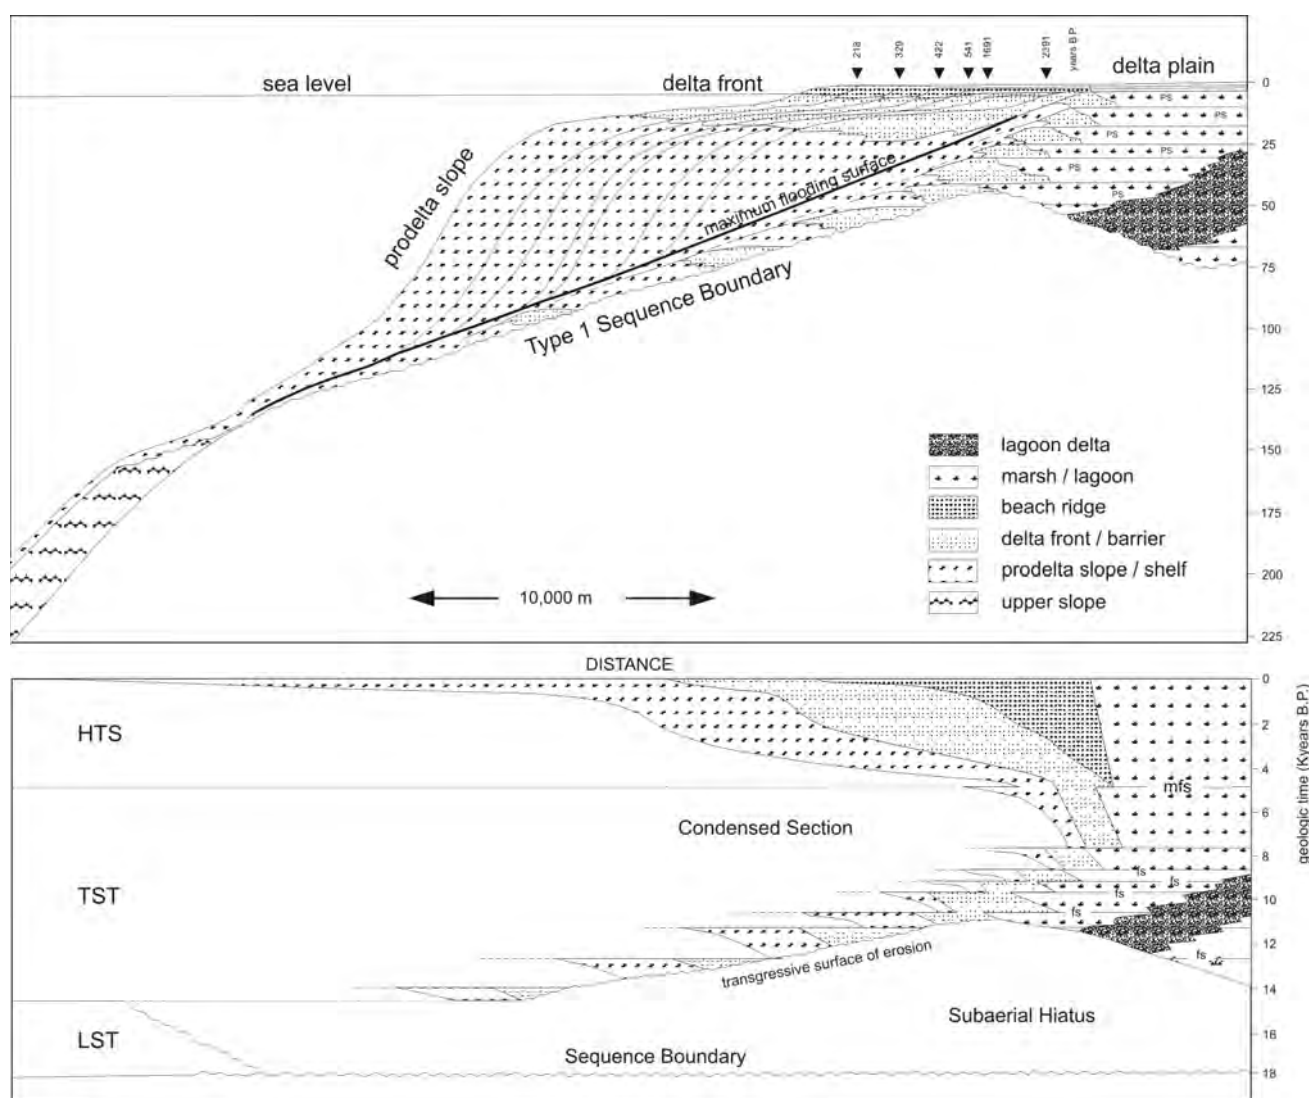 218
329
422
541
1691
2391
years B.P.
sea level
delta front
delta plain
prodelta slope
maximum flooding surface
Type 1 Sequence Boundary
PS
PS
PS
PS
PS
PS
0
25
50
75
100
125
150
175
200
225
lagoon delta
marsh / lagoon
beach ridge
delta front / barrier
prodelta slope / shelf
upper slope
10,000 m
DISTANCE
HTS
mfs
Condensed Section
TST
fs
fs
fs
fs
fs
transgressive surface of erosion
Subaerial Hiatus
LST
Sequence Boundary
0
2
4
6
8
10
12
14
16
18
geologic time (Kyears B.P.)